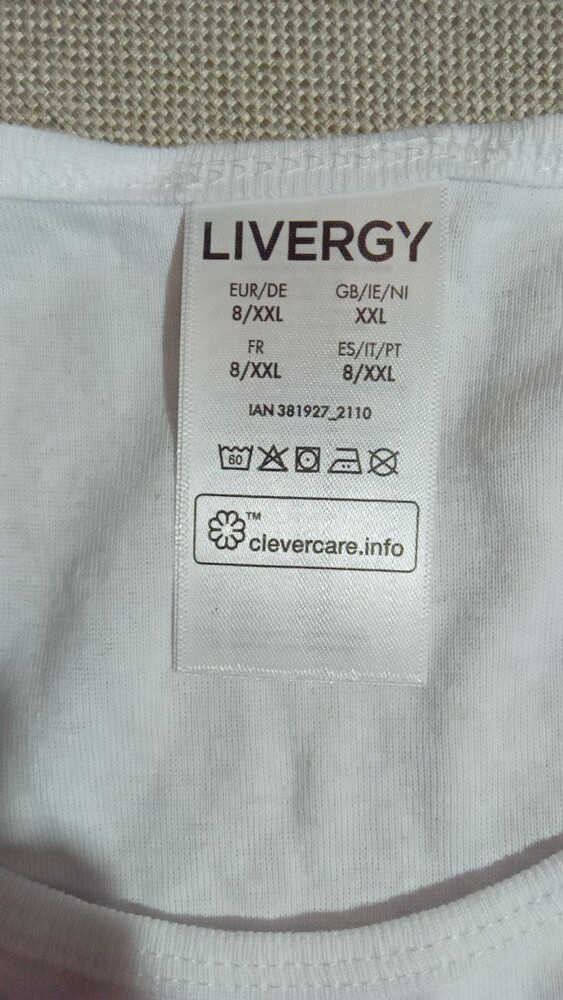 LIVERGY
EUR/DE GB/IE/NI
8/XXL XXL
FR ES/IT/PT
8/XXL 8/XXL
IAN 381927_2110
60
™
clevercare.info